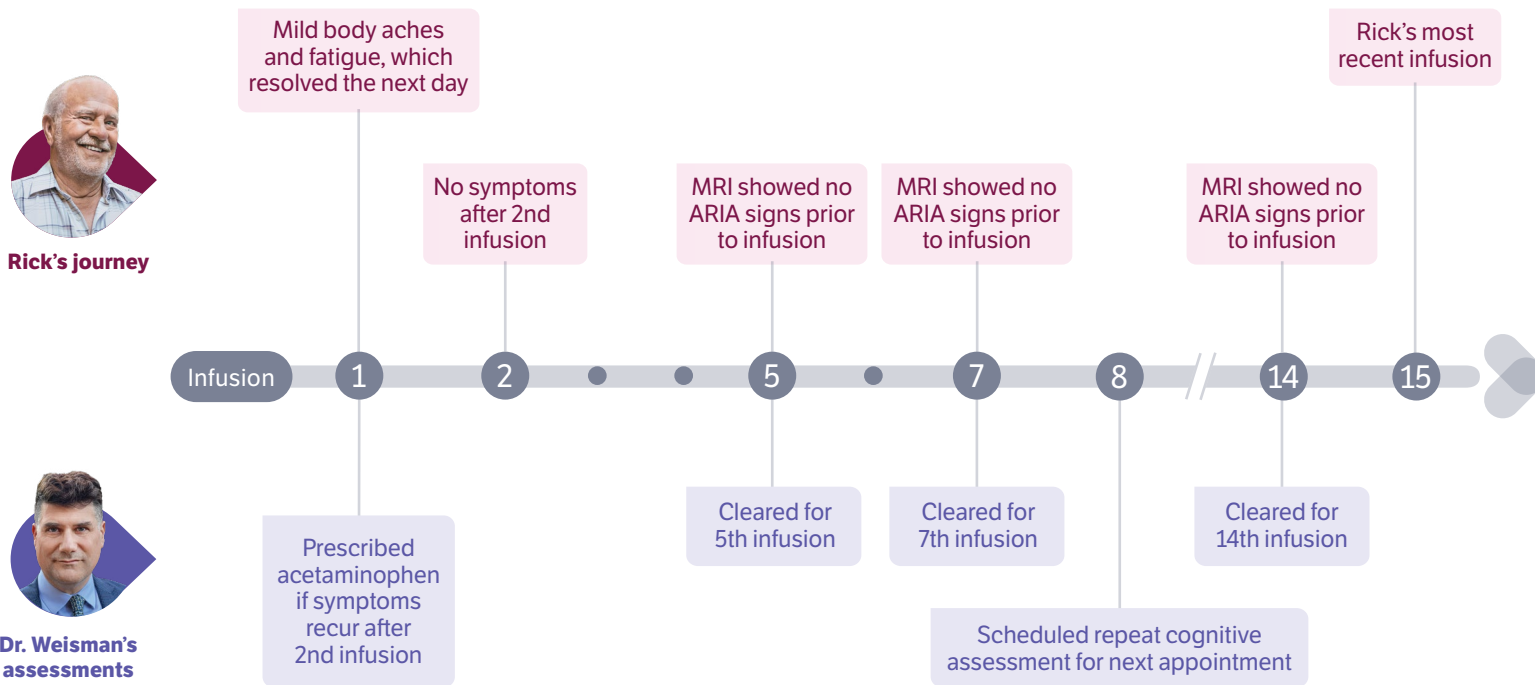 Mild body aches
and fatigue, which
resolved the next day
Rick's most
recent infusion
No symptoms
after 2nd
infusion
MRI showed no
ARIA signs prior
to infusion
MRI showed no
ARIA signs prior
to infusion
MRI showed no
ARIA signs prior
to infusion
Rick's journey
Infusion
1
2
5
7
8
14
15
Prescribed
acetaminophen
if symptoms
recur after
2nd infusion
Cleared for
5th infusion
Cleared for
7th infusion
Cleared for
14th infusion
Scheduled repeat cognitive
assessment for next appointment
Dr. Weisman's
assessments